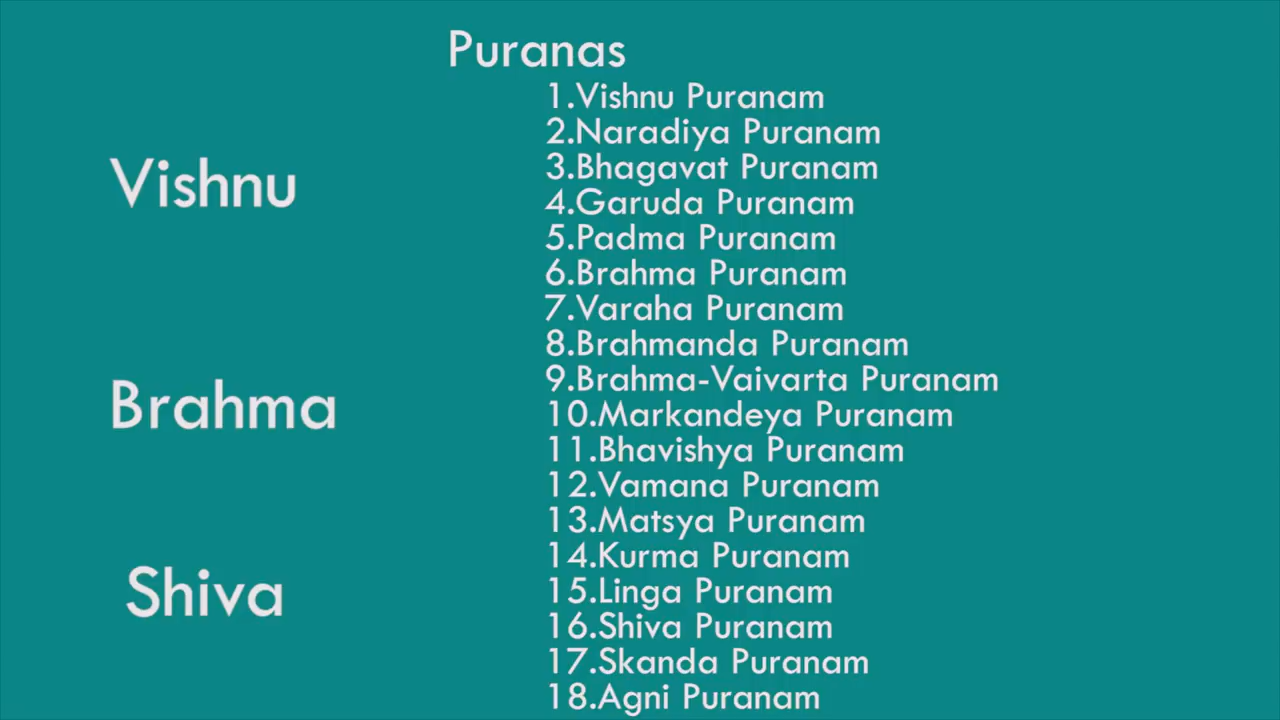 Puranas
1.Vishnu Puranam
2.Naradiya Puranam
3.Bhagavat Puranam
4.Garuda Puranam
5.Padma Puranam
6.Brahma Puranam
7.Varaha Puranam
8.Brahmanda Puranam
9.Brahma-Vaivarta Puranam
10.Markandeya Puranam
11.Bhavishya Puranam
12.Vamana Puranam
13.Matsya Puranam
14.Kurma Puranam
15.Linga Puranam
16.Shiva Puranam
17.Skanda Puranam
18.Agni Puranam
Vishnu
Brahma
Shiva